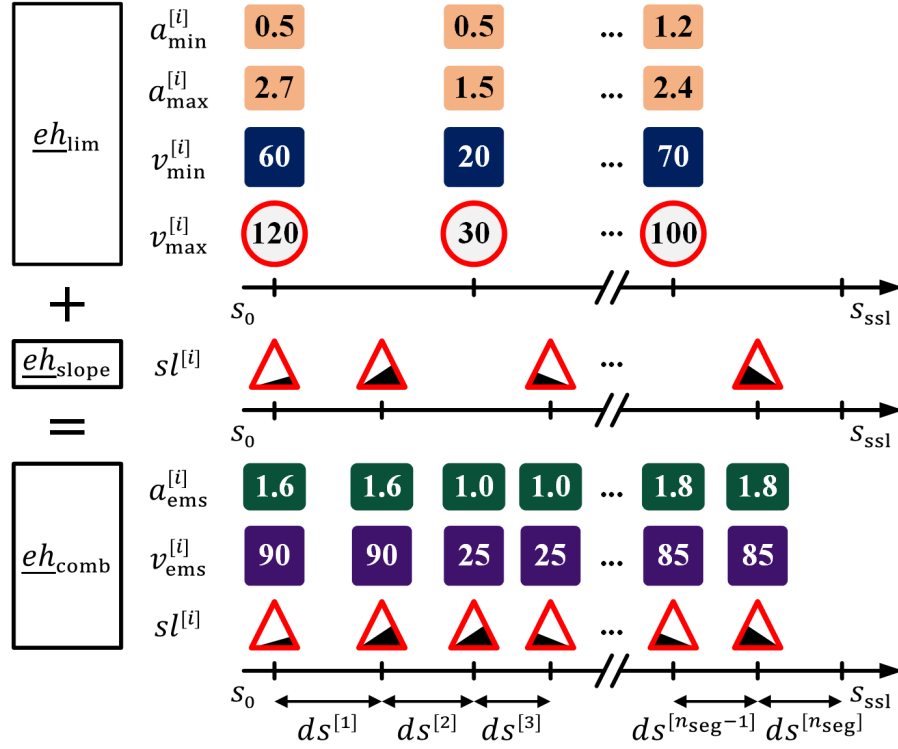 a_min^[i] 0.5 0.5 ... 1.2
a_max^[i] 2.7 1.5 ... 2.4
eh_lim
v_min^[i] 60 20 ... 70
v_max^[i] 120 30 ... 100
s_0 s_ssl
+
eh_slope sl^[i] ...
s_0 s_ssl
=
a_ems^[i] 1.6 1.6 1.0 1.0 ... 1.8 1.8
eh_comb
v_ems^[i] 90 90 25 25 ... 85 85
sl^[i] ...
s_0 s_ssl
ds^[1] ds^[2] ds^[3] ds^[n_seg−1] ds^[n_seg]